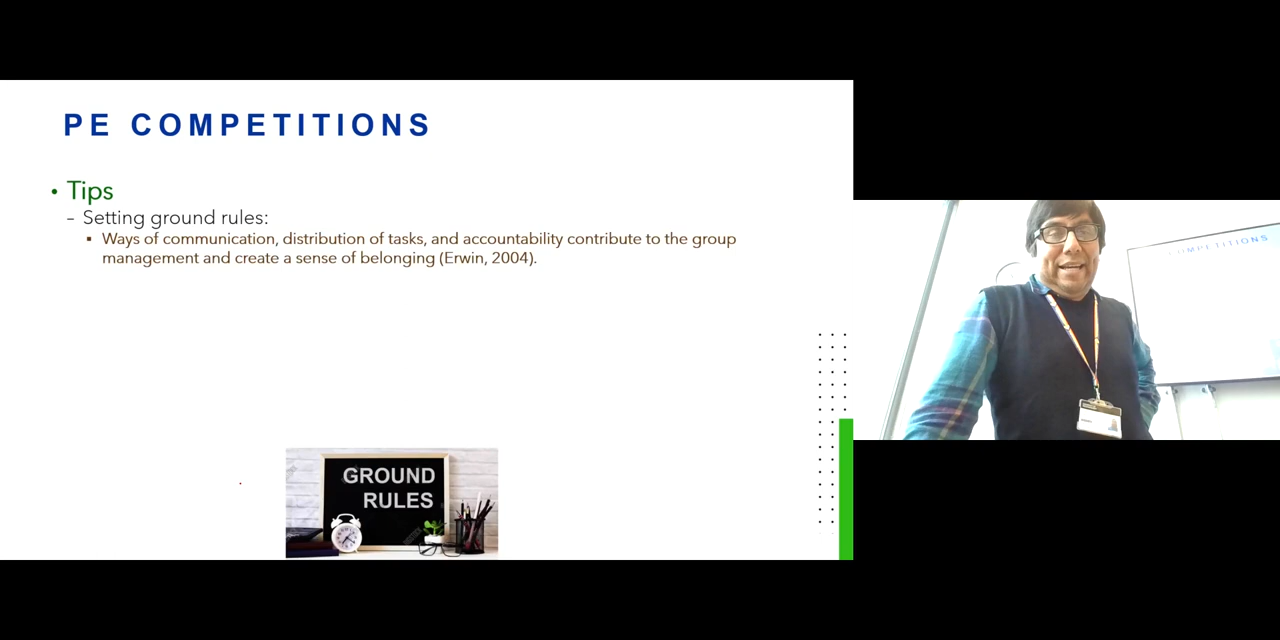 PE COMPETITIONS
• Tips
– Setting ground rules:
▪ Ways of communication, distribution of tasks, and accountability contribute to the group
management and create a sense of belonging (Erwin, 2004).
GROUND
RULES
COMPETITIONS